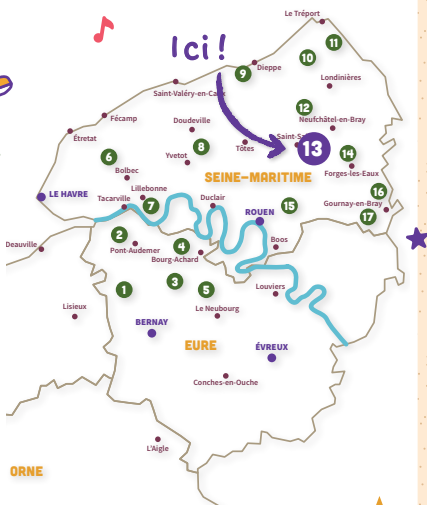 Le Tréport
Ici !
11
10
9
Dieppe
Londinières
Saint-Valéry-en-Caux
12
Fécamp
Doudeville
Neufchâtel-en-Bray
Étretat
Saint-Sa
8
Tôtes
13
14
6
Yvetot
Bolbec
SEINE–MARITIME
Forges-les-Eaux
LE HAVRE
Lillebonne
16
Tacarville
7
Duclair
15
Gournay-en-Bray
ROUEN
17
2
Deauville
Pont-Audemer
4
Boos
Bourg-Achard
1
3
5
Louviers
Lisieux
Le Neubourg
BERNAY
EURE
ÉVREUX
Conches-en-Ouche
L'Aigle
ORNE